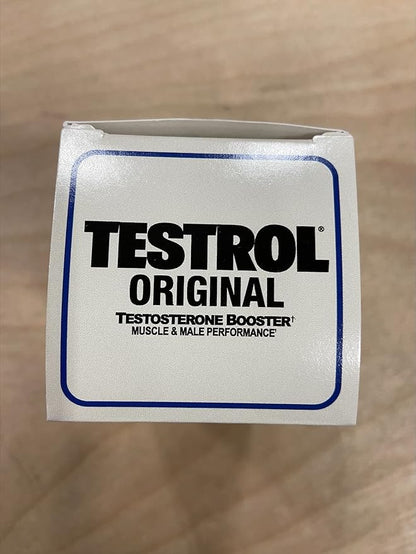 TESTROL®
ORIGINAL
TESTOSTERONE BOOSTER†
MUSCLE & MALE PERFORMANCE†